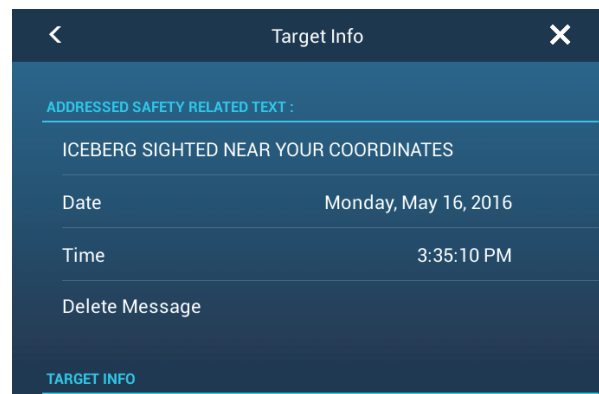 Target Info
ADDRESSED SAFETY RELATED TEXT :
ICEBERG SIGHTED NEAR YOUR COORDINATES
Date Monday, May 16, 2016
Time 3:35:10 PM
Delete Message
TARGET INFO